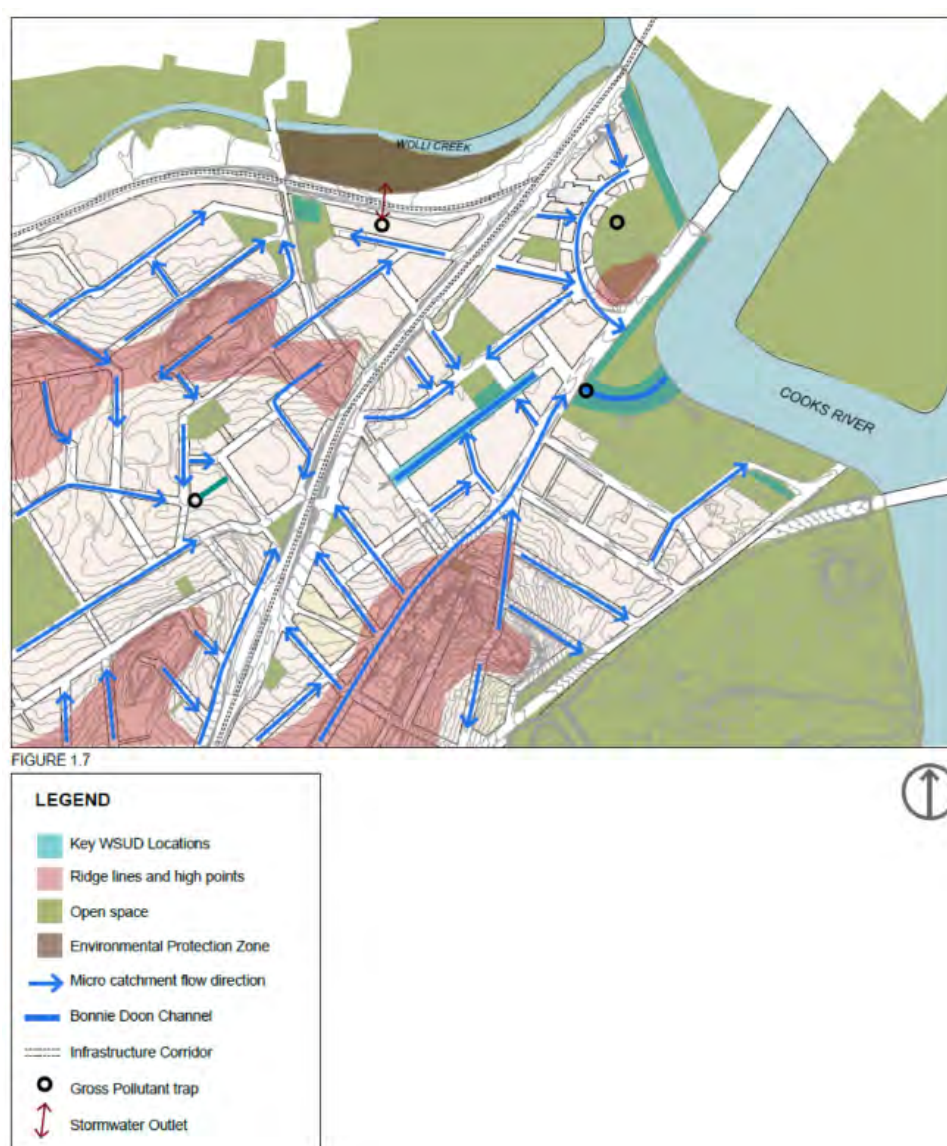 WOLLI CREEK
COOKS RIVER
FIGURE 1.7
LEGEND
Key WSUD Locations
Ridge lines and high points
Open space
Environmental Protection Zone
Micro catchment flow direction
Bonnie Doon Channel
Infrastructure Corridor
Gross Pollutant trap
Stormwater Outlet